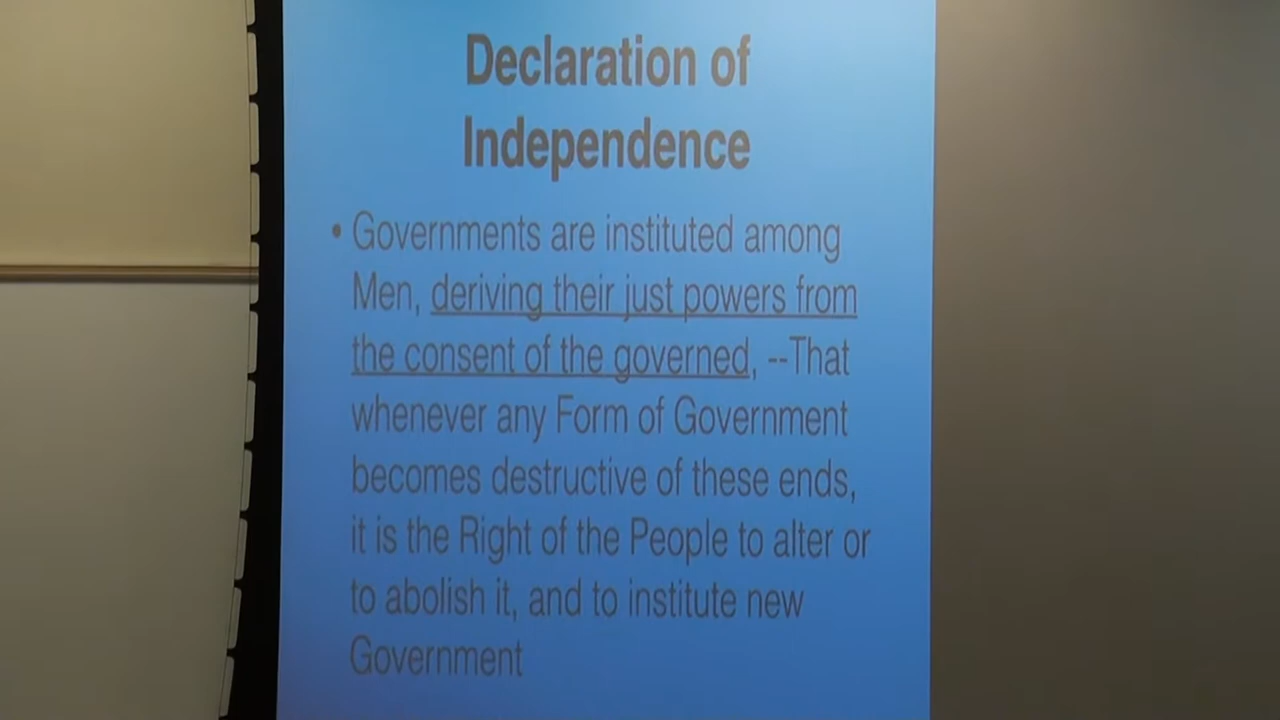 Declaration of
Independence
• Governments are instituted among
Men, deriving their just powers from
the consent of the governed, --That
whenever any Form of Government
becomes destructive of these ends,
it is the Right of the People to alter or
to abolish it, and to institute new
Government